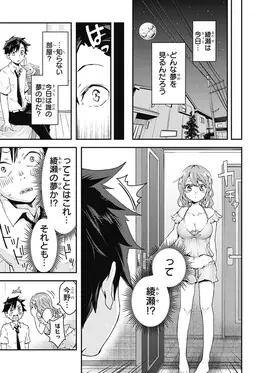 綾瀬は
今日…
どんな夢を
見るんだろう
…知らない
部屋？
今日は誰の
夢の中だ？
って
綾瀬!?
ってことはこれ…
綾瀬の夢か!?
それとも…
今野…